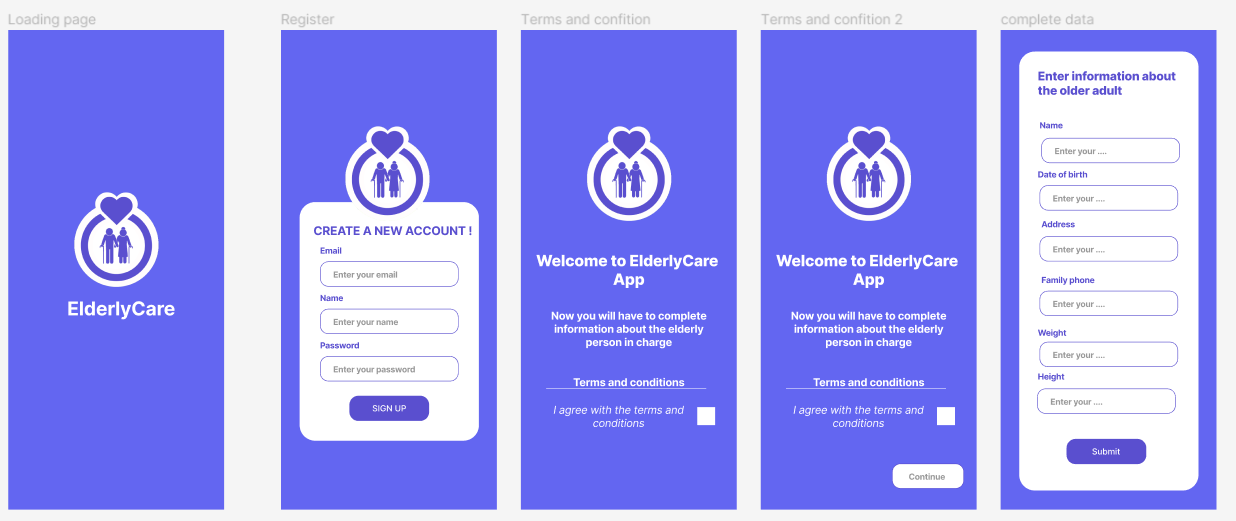 Loading page
ElderlyCare
Register
CREATE A NEW ACCOUNT !
Email
Enter your email
Name
Enter your name
Password
Enter your password
SIGN UP
Terms and confition
Welcome to ElderlyCare
App
Now you will have to complete
information about the elderly
person in charge
Terms and conditions
I agree with the terms and
conditions
Terms and confition 2
Welcome to ElderlyCare
App
Now you will have to complete
information about the elderly
person in charge
Terms and conditions
I agree with the terms and
conditions
Continue
complete data
Enter information about
the older adult
Name
Enter your ....
Date of birth
Enter your ....
Address
Enter your ....
Family phone
Enter your ....
Weight
Enter your ....
Height
Enter your ....
Submit